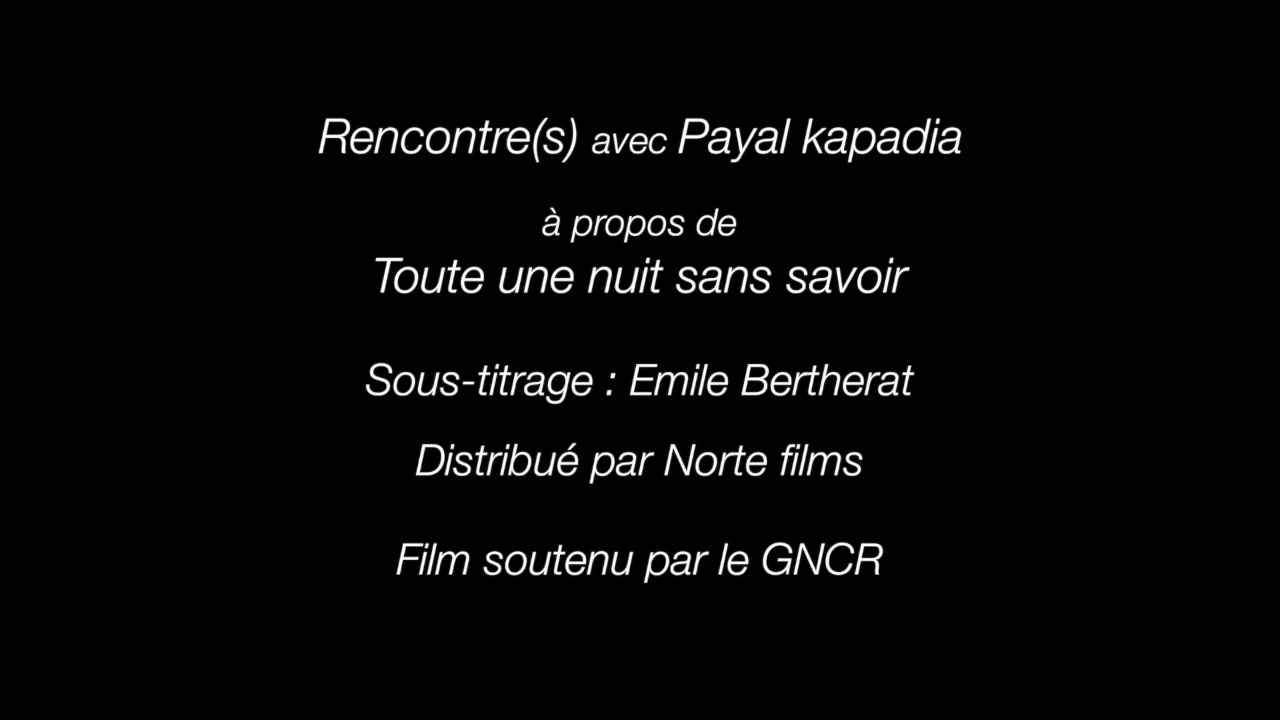 Rencontre(s) avec Payal kapadia
à propos de
Toute une nuit sans savoir
Sous-titrage : Emile Bertherat
Distribué par Norte films
Film soutenu par le GNCR